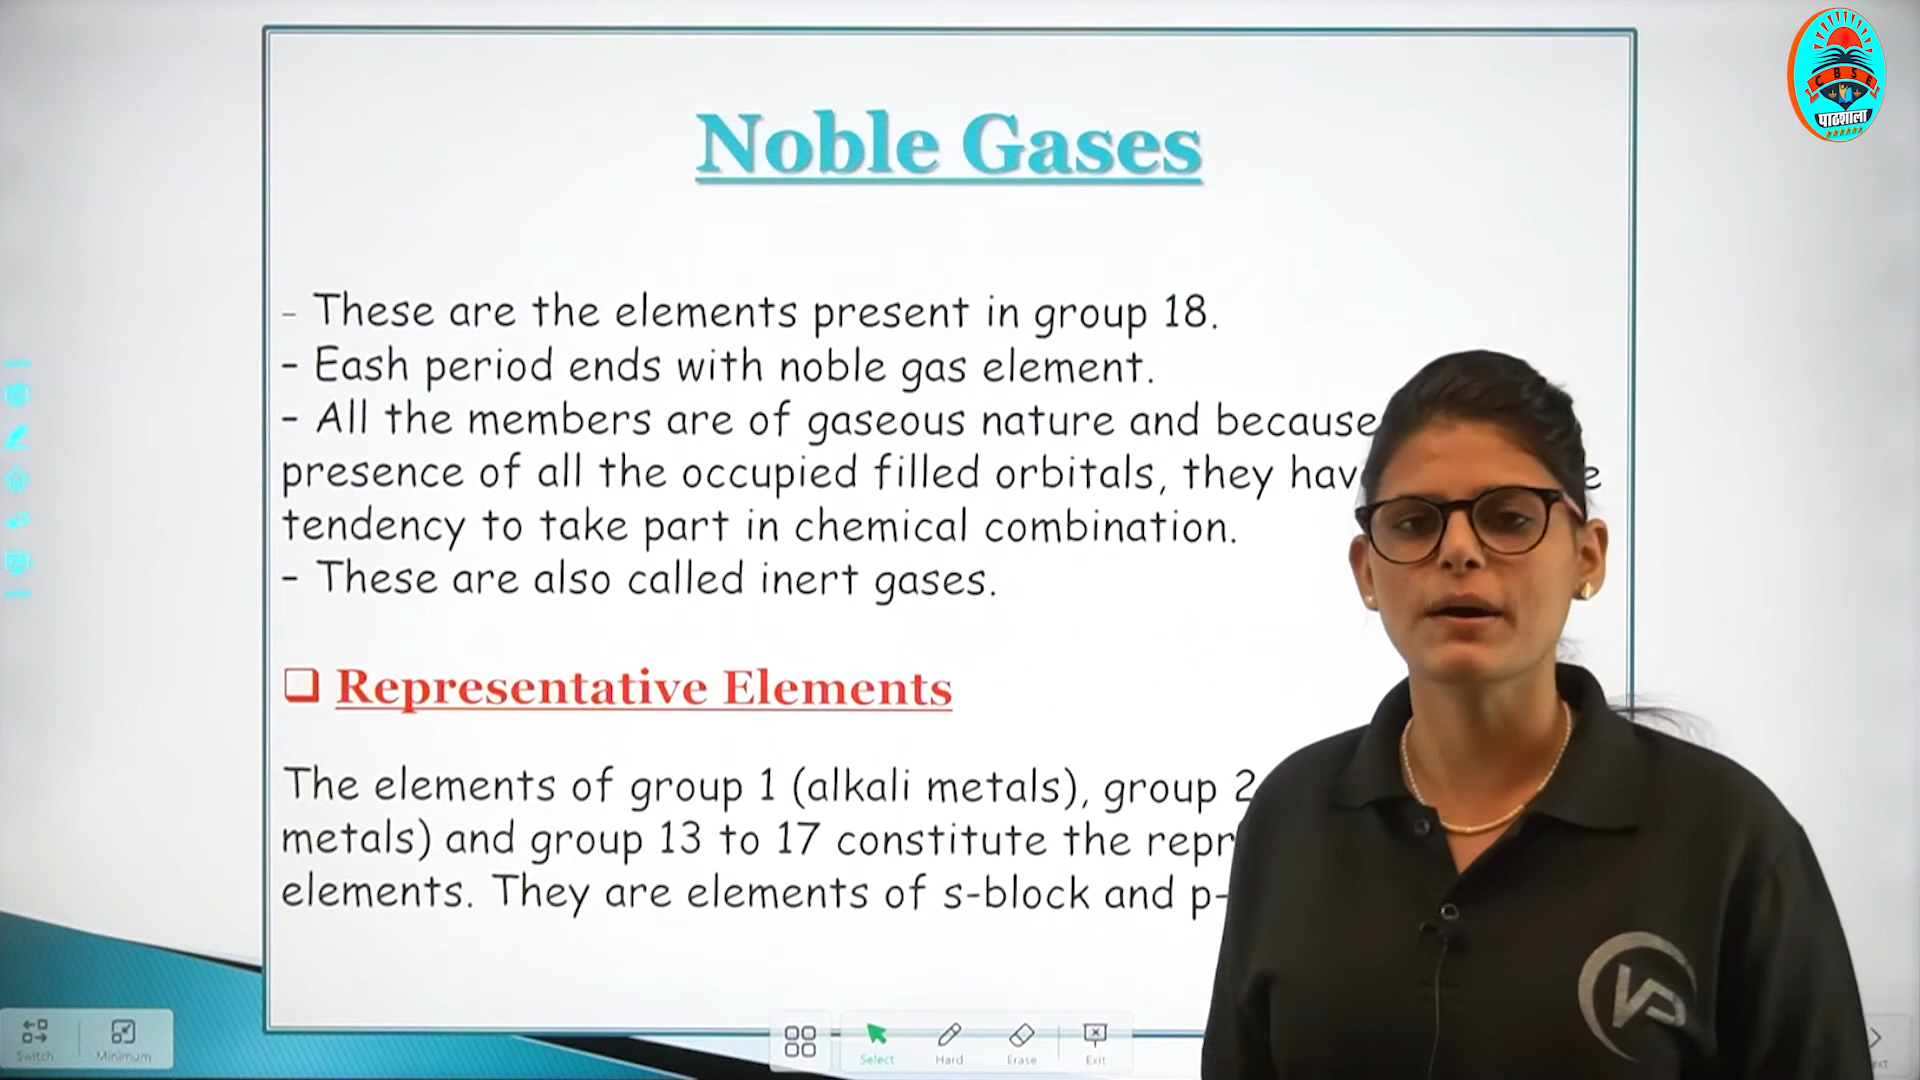 CBSE
पाठशाला
Noble Gases
- These are the elements present in group 18.
- Eash period ends with noble gas element.
- All the members are of gaseous nature and because
presence of all the occupied filled orbitals, they hav
tendency to take part in chemical combination.
- These are also called inert gases.
Representative Elements
The elements of group 1 (alkali metals), group 2
metals) and group 13 to 17 constitute the repr
elements. They are elements of s-block and p-
Switch
Minimum
Select
Hard
Erase
Exit